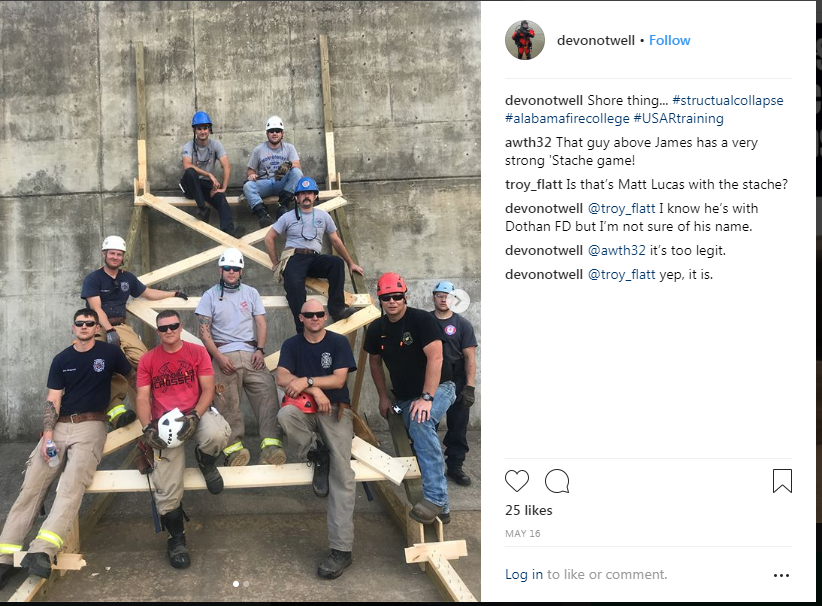 devonotwell • Follow
devonotwell Shore thing... #structualcollapse
#alabamafirecollege #USARtraining
awth32 That guy above James has a very
strong 'Stache game!
troy_flatt Is that's Matt Lucas with the stache?
devonotwell @troy_flatt I know he's with
Dothan FD but I'm not sure of his name.
devonotwell @awth32 it's too legit.
devonotwell @troy_flatt yep, it is.
25 likes
MAY 16
Log in to like or comment.